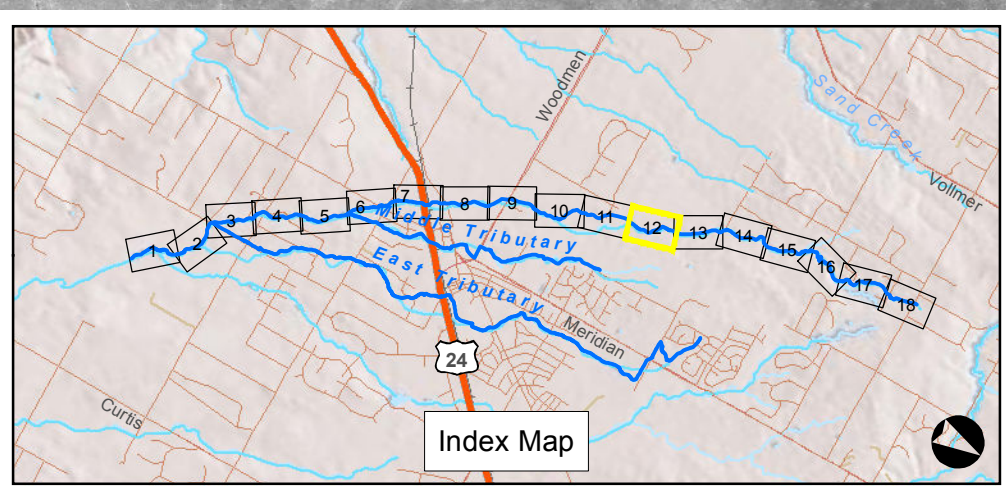 Woodmen
Sand Creek
Vollmer
1
2
3
4
5
6
7
8
9
10
11
12
13
14
15
16
17
18
Middle Tributary
East Tributary
Meridian
24
Curtis
Index Map